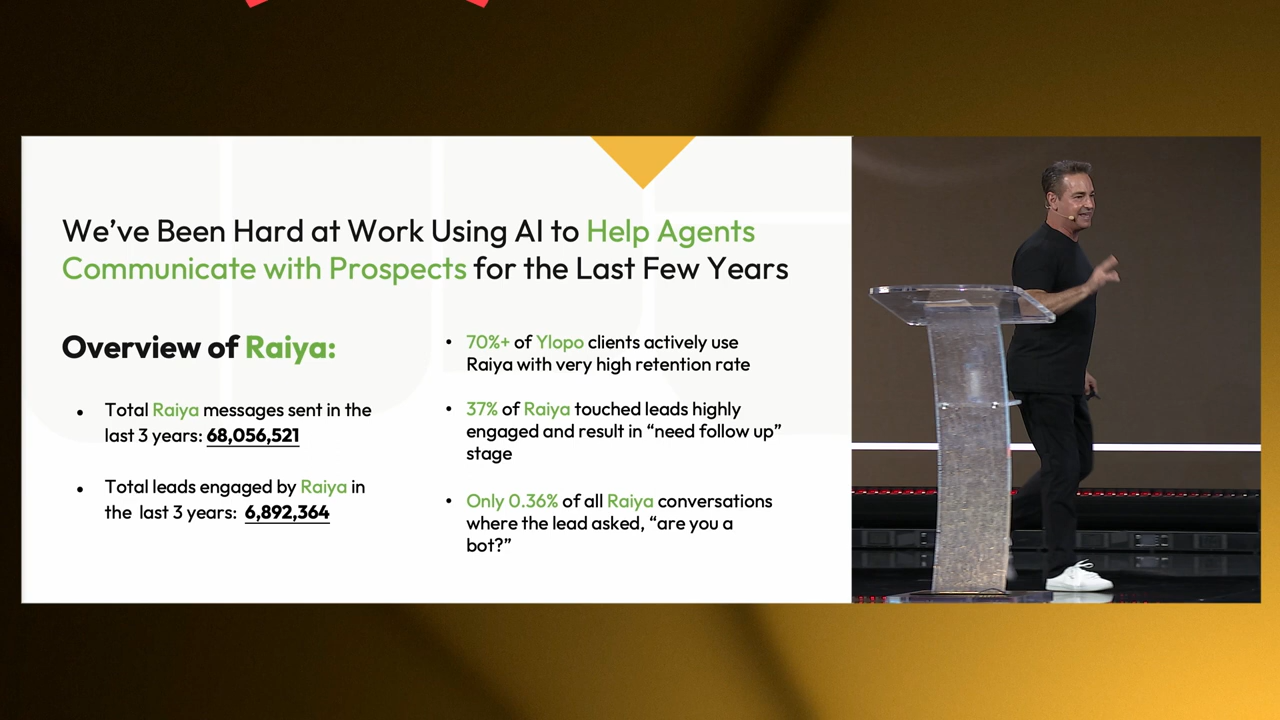 We've Been Hard at Work Using AI to Help Agents
Communicate with Prospects for the Last Few Years
Overview of Raiya:
• Total Raiya messages sent in the
last 3 years: 68,056,521
• Total leads engaged by Raiya in
the last 3 years: 6,892,364
• 70%+ of Ylopo clients actively use
Raiya with very high retention rate
• 37% of Raiya touched leads highly
engaged and result in “need follow up”
stage
• Only 0.36% of all Raiya conversations
where the lead asked, “are you a
bot?”